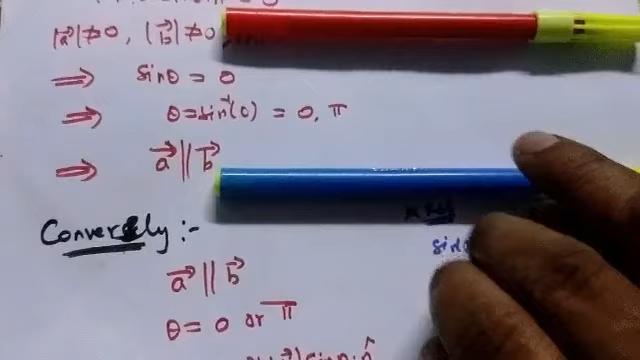 |a⃗| ≠ 0, |b⃗| ≠ 0
⇒ sinθ = 0
⇒ θ = sin⁻¹(0) = 0, π
⇒ a⃗ || b⃗
Conversely :-
a⃗ || b⃗
θ = 0 or π